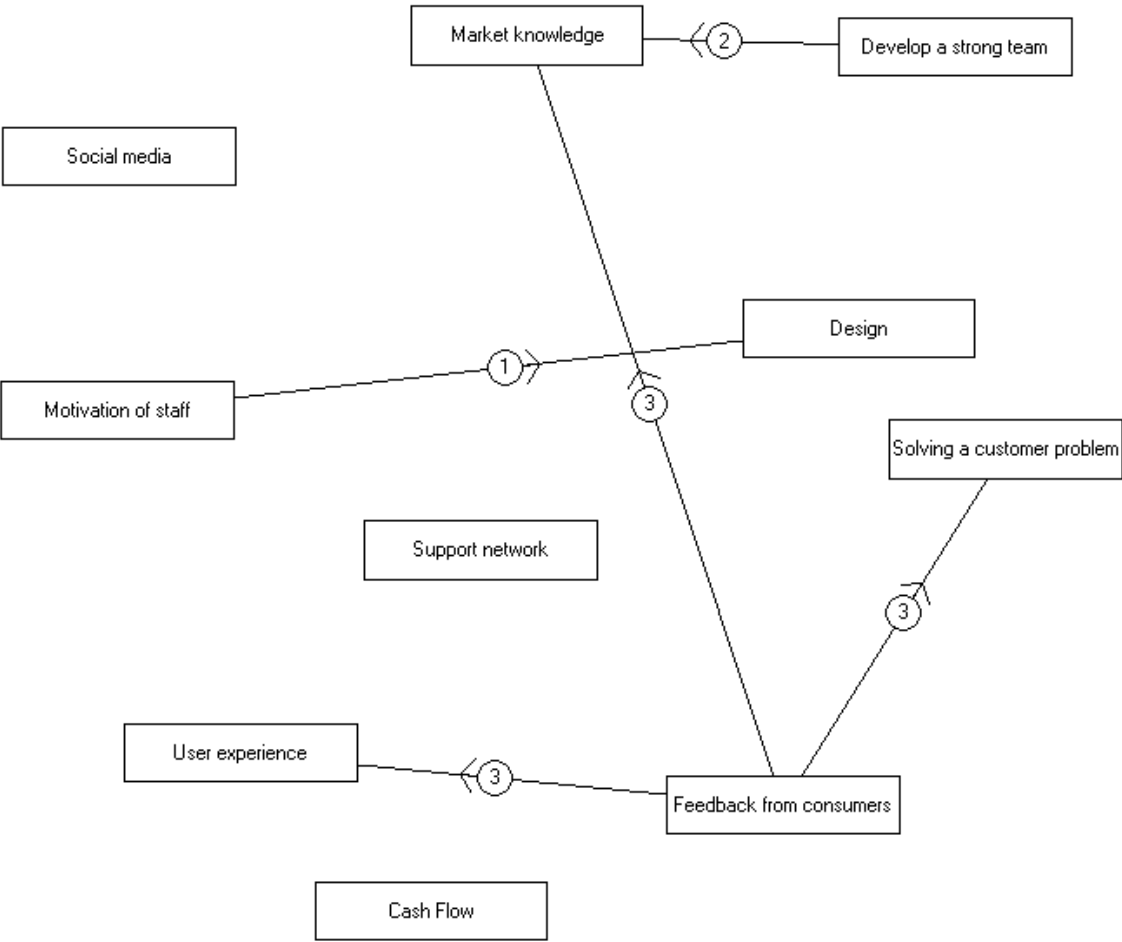 Market knowledge
2
Develop a strong team
Social media
Design
1
Motivation of staff
3
Solving a customer problem
Support network
3
User experience
3
Feedback from consumers
Cash Flow